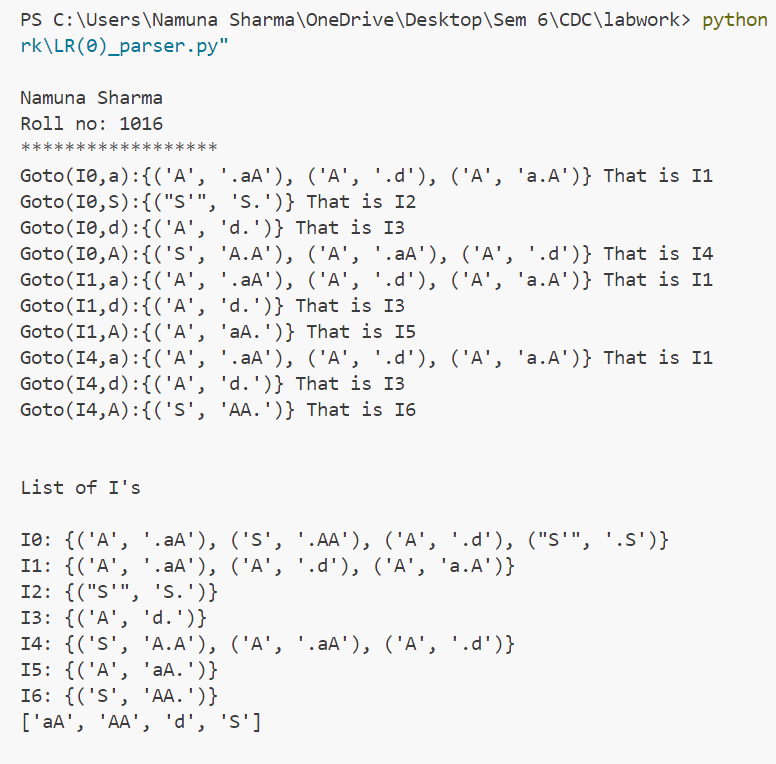 PS C:\Users\Namuna Sharma\OneDrive\Desktop\Sem 6\CDC\labwork> python
rk\LR(0)_parser.py"
Namuna Sharma
Roll no: 1016
******************
Goto(I0,a):{('A', '.aA'), ('A', '.d'), ('A', 'a.A')} That is I1
Goto(I0,S):{("S'", 'S.')} That is I2
Goto(I0,d):{('A', 'd.')} That is I3
Goto(I0,A):{('S', 'A.A'), ('A', '.aA'), ('A', '.d')} That is I4
Goto(I1,a):{('A', '.aA'), ('A', '.d'), ('A', 'a.A')} That is I1
Goto(I1,d):{('A', 'd.')} That is I3
Goto(I1,A):{('A', 'aA.')} That is I5
Goto(I4,a):{('A', '.aA'), ('A', '.d'), ('A', 'a.A')} That is I1
Goto(I4,d):{('A', 'd.')} That is I3
Goto(I4,A):{('S', 'AA.')} That is I6
List of I's
I0: {('A', '.aA'), ('S', '.AA'), ('A', '.d'), ("S'", '.S')}
I1: {('A', '.aA'), ('A', '.d'), ('A', 'a.A')}
I2: {("S'", 'S.')}
I3: {('A', 'd.')}
I4: {('S', 'A.A'), ('A', '.aA'), ('A', '.d')}
I5: {('A', 'aA.')}
I6: {('S', 'AA.')}
['aA', 'AA', 'd', 'S']